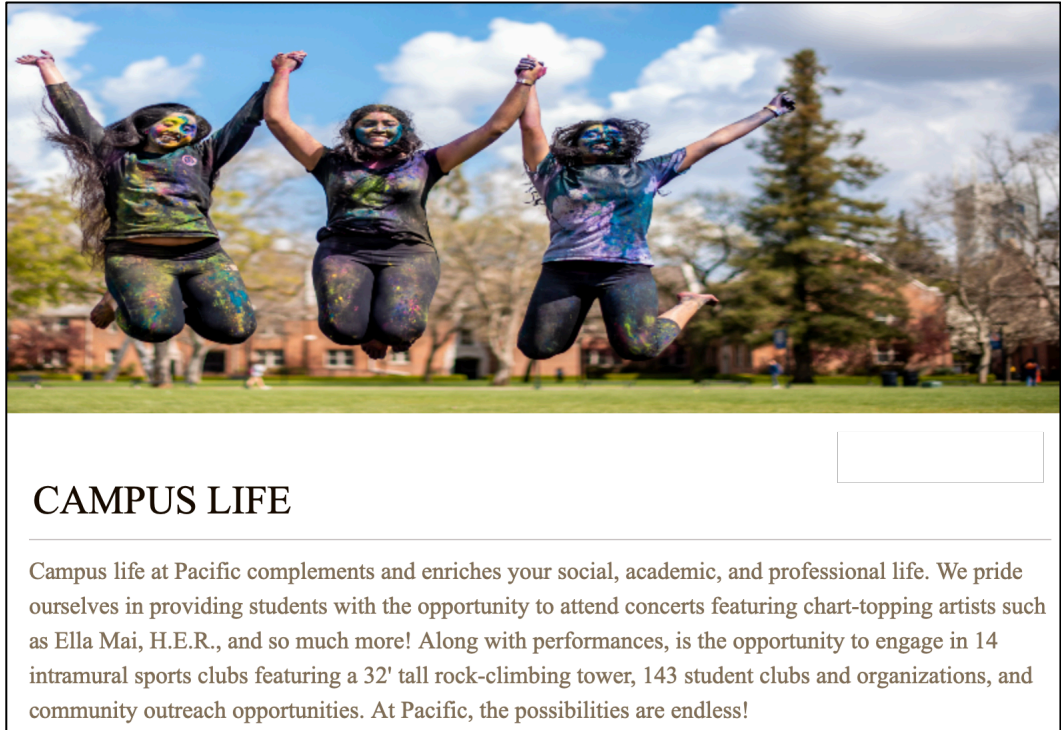 CAMPUS LIFE
Campus life at Pacific complements and enriches your social, academic, and professional life. We pride
ourselves in providing students with the opportunity to attend concerts featuring chart-topping artists such
as Ella Mai, H.E.R., and so much more! Along with performances, is the opportunity to engage in 14
intramural sports clubs featuring a 32' tall rock-climbing tower, 143 student clubs and organizations, and
community outreach opportunities. At Pacific, the possibilities are endless!